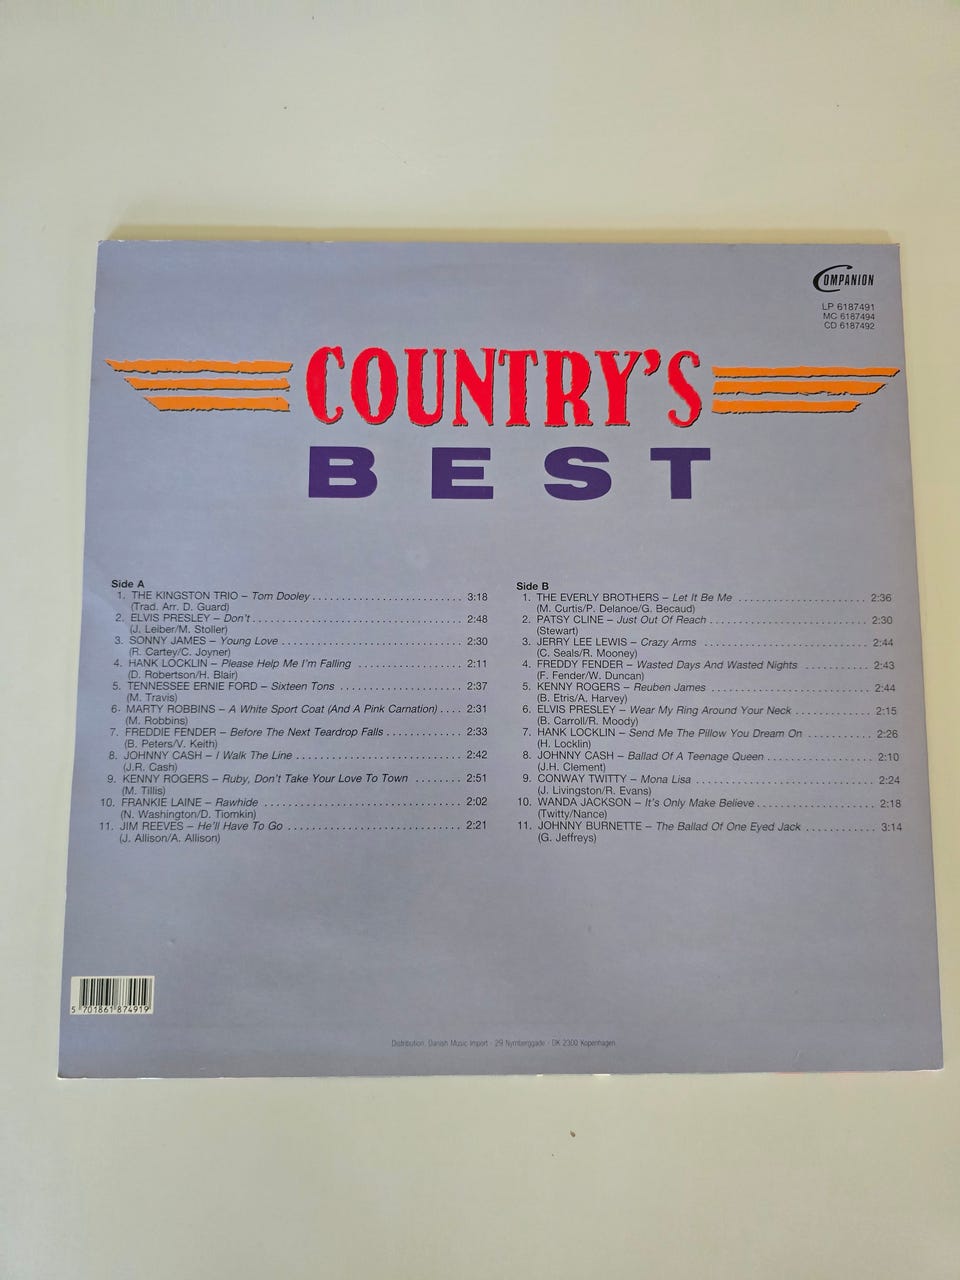 COMPANION
LP 6187491
MC 6187494
CD 6187492
COUNTRY'S
BEST
Side A
1. THE KINGSTON TRIO – Tom Dooley . . . . . . . . . . . . . . . . . . . . . . . . . . 3:18
(Trad. Arr. D. Guard)
2. ELVIS PRESLEY – Don't . . . . . . . . . . . . . . . . . . . . . . . . . . . . . . . . . . . . 2:48
(J. Leiber/M. Stoller)
3. SONNY JAMES – Young Love . . . . . . . . . . . . . . . . . . . . . . . . . . . . . . . 2:30
(R. Cartey/C. Joyner)
4. HANK LOCKLIN – Please Help Me I'm Falling . . . . . . . . . . . . . . . . . 2:11
(D. Robertson/H. Blair)
5. TENNESSEE ERNIE FORD – Sixteen Tons . . . . . . . . . . . . . . . . . . . . 2:37
(M. Travis)
6. MARTY ROBBINS – A White Sport Coat (And A Pink Carnation) . . . . 2:31
(M. Robbins)
7. FREDDIE FENDER – Before The Next Teardrop Falls . . . . . . . . . . . . 2:33
(B. Peters/V. Keith)
8. JOHNNY CASH – I Walk The Line . . . . . . . . . . . . . . . . . . . . . . . . . . . 2:42
(J.R. Cash)
9. KENNY ROGERS – Ruby, Don't Take Your Love To Town . . . . . . . . 2:51
(M. Tillis)
10. FRANKIE LAINE – Rawhide . . . . . . . . . . . . . . . . . . . . . . . . . . . . . . . . 2:02
(N. Washington/D. Tiomkin)
11. JIM REEVES – He'll Have To Go . . . . . . . . . . . . . . . . . . . . . . . . . . . . 2:21
(J. Allison/A. Allison)
Side B
1. THE EVERLY BROTHERS – Let It Be Me . . . . . . . . . . . . . . . . . . . . . 2:36
(M. Curtis/P. Delanoe/G. Becaud)
2. PATSY CLINE – Just Out Of Reach . . . . . . . . . . . . . . . . . . . . . . . . . . 2:30
(Stewart)
3. JERRY LEE LEWIS – Crazy Arms . . . . . . . . . . . . . . . . . . . . . . . . . . . 2:44
(C. Seals/R. Mooney)
4. FREDDY FENDER – Wasted Days And Wasted Nights . . . . . . . . . . . . 2:43
(F. Fender/W. Duncan)
5. KENNY ROGERS – Reuben James . . . . . . . . . . . . . . . . . . . . . . . . . . 2:44
(B. Etris/A. Harvey)
6. ELVIS PRESLEY – Wear My Ring Around Your Neck . . . . . . . . . . . . . 2:15
(B. Carroll/R. Moody)
7. HANK LOCKLIN – Send Me The Pillow You Dream On . . . . . . . . . . . 2:26
(H. Locklin)
8. JOHNNY CASH – Ballad Of A Teenage Queen . . . . . . . . . . . . . . . . . 2:10
(J.H. Clement)
9. CONWAY TWITTY – Mona Lisa . . . . . . . . . . . . . . . . . . . . . . . . . . . . . 2:24
(J. Livingston/R. Evans)
10. WANDA JACKSON – It's Only Make Believe . . . . . . . . . . . . . . . . . . . 2:18
(Twitty/Nance)
11. JOHNNY BURNETTE – The Ballad Of One Eyed Jack . . . . . . . . . . . 3:14
(G. Jeffreys)
5 701861 874919
Distribution: Danish Music Import · 29 Nyrnberggade · DK 2300 Kopenhagen